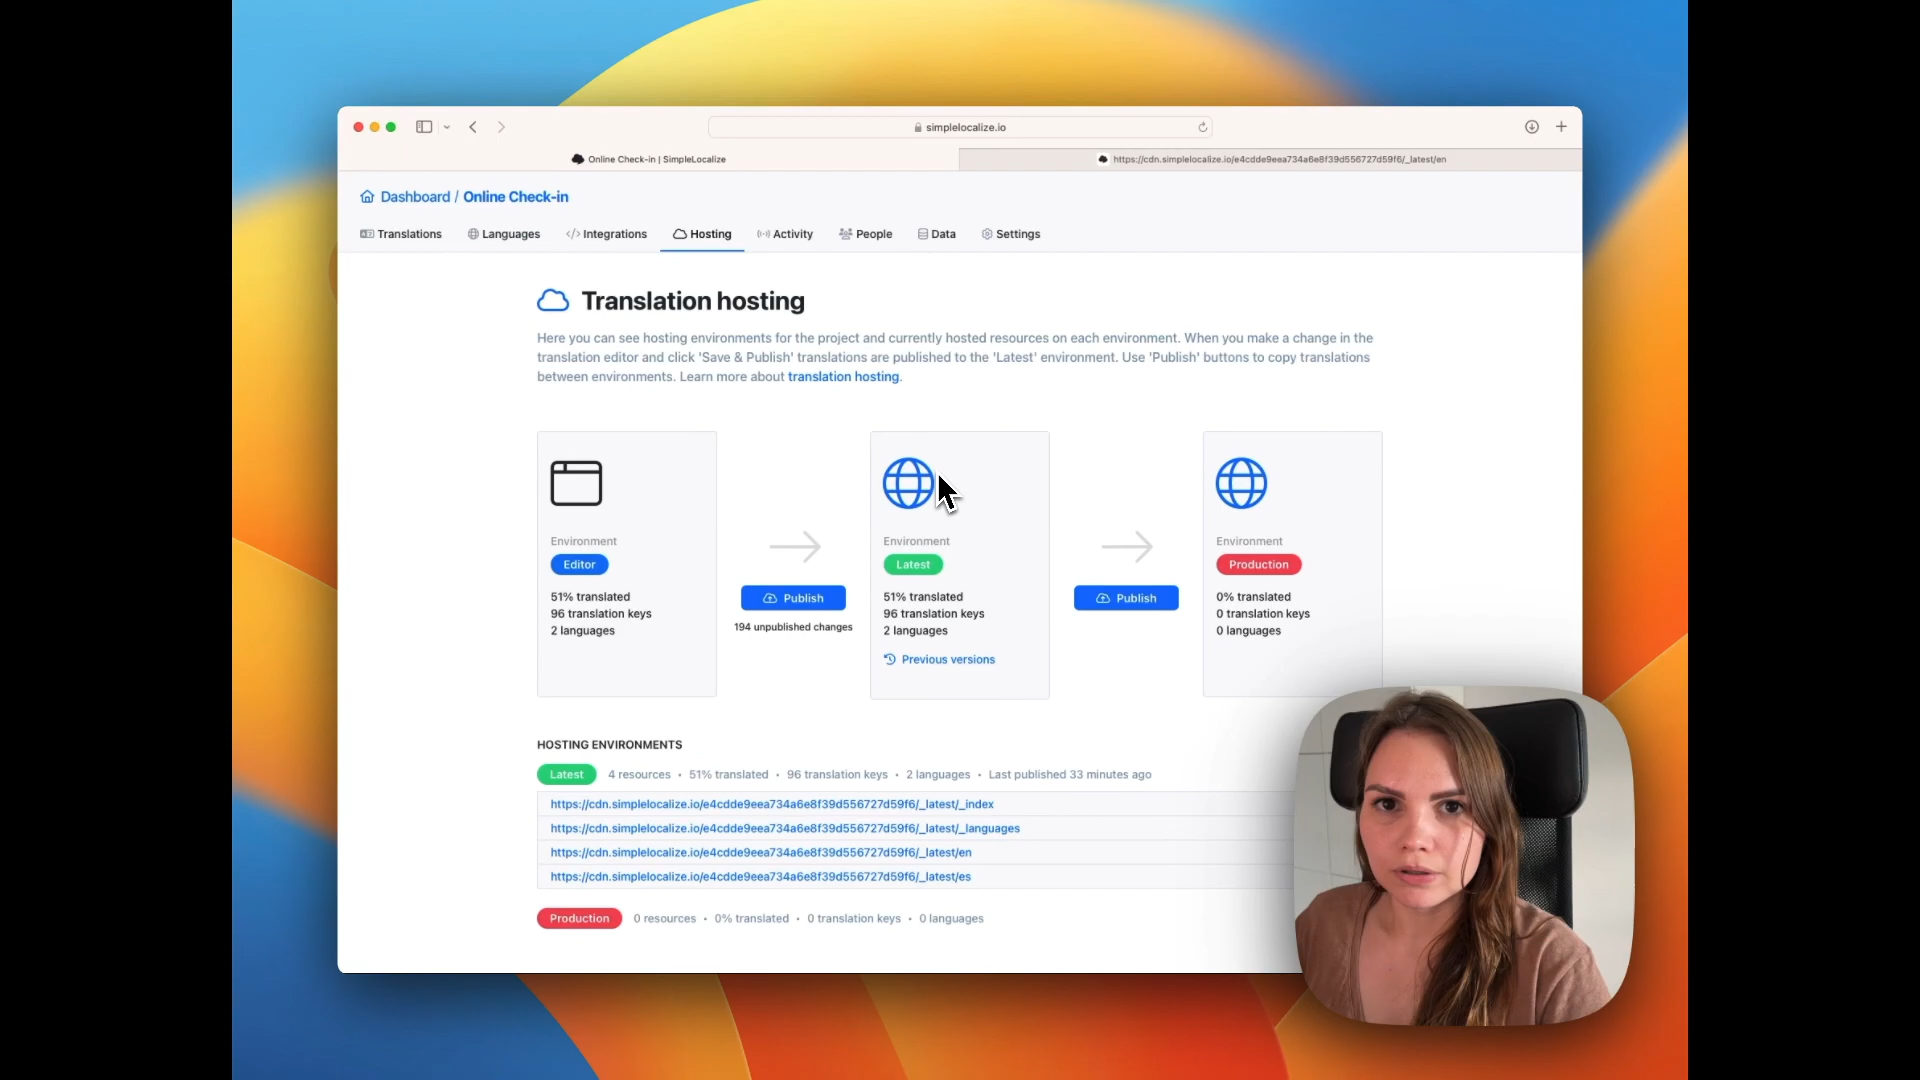 simplelocalize.io
Online Check-in | SimpleLocalize
https://cdn.simplelocalize.io/e4cdde9eea734a6e8f39d556727d59f6/_latest/en
Dashboard / Online Check-in
Translations
Languages
Integrations
Hosting
Activity
People
Data
Settings
Translation hosting
Here you can see hosting environments for the project and currently hosted resources on each environment. When you make a change in the
translation editor and click 'Save & Publish' translations are published to the 'Latest' environment. Use 'Publish' buttons to copy translations
between environments. Learn more about translation hosting.
Environment
Editor
51% translated
96 translation keys
2 languages
Publish
194 unpublished changes
Environment
Latest
51% translated
96 translation keys
2 languages
Previous versions
Publish
Environment
Production
0% translated
0 translation keys
0 languages
HOSTING ENVIRONMENTS
Latest 4 resources • 51% translated • 96 translation keys • 2 languages • Last published 33 minutes ago
https://cdn.simplelocalize.io/e4cdde9eea734a6e8f39d556727d59f6/_latest/_index
https://cdn.simplelocalize.io/e4cdde9eea734a6e8f39d556727d59f6/_latest/_languages
https://cdn.simplelocalize.io/e4cdde9eea734a6e8f39d556727d59f6/_latest/en
https://cdn.simplelocalize.io/e4cdde9eea734a6e8f39d556727d59f6/_latest/es
Production 0 resources • 0% translated • 0 translation keys • 0 languages